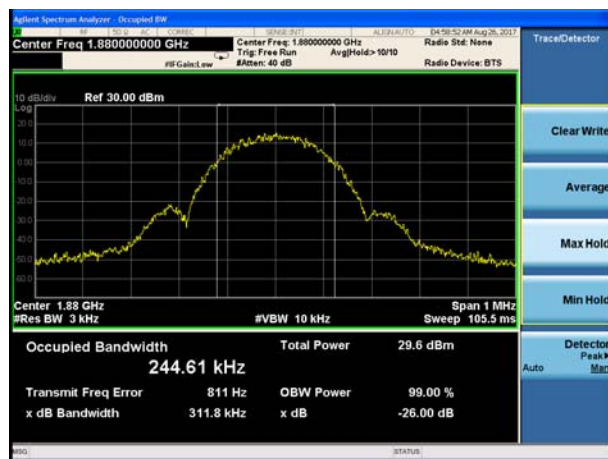 Agilent Spectrum Analyzer - Occupied BW
RF 50 Ω AC CORREC SENSE:INT ALIGN AUTO 04:58:52 AM Aug 26, 2017
Center Freq 1.880000000 GHz
Center Freq: 1.880000000 GHz Radio Std: None
Trig: Free Run Avg|Hold:>10/10
#IFGain:Low #Atten: 40 dB Radio Device: BTS
Trace/Detector
10 dB/div Ref 30.00 dBm
Log
20.0
10.0
0.00
-10.0
-20.0
-30.0
-40.0
-50.0
-60.0
Clear Write
Average
Max Hold
Min Hold
Center 1.88 GHz Span 1 MHz
#Res BW 3 kHz #VBW 10 kHz Sweep 105.5 ms
Occupied Bandwidth Total Power 29.6 dBm
244.61 kHz
Transmit Freq Error 811 Hz OBW Power 99.00 %
x dB Bandwidth 311.8 kHz x dB -26.00 dB
Detector
Peak
Auto Man
MSG STATUS